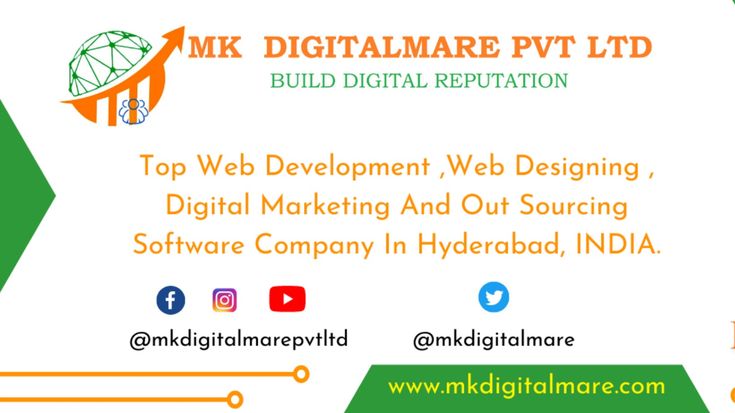 MK DIGITALMARE PVT LTD
BUILD DIGITAL REPUTATION
Top Web Development ,Web Designing ,
Digital Marketing And Out Sourcing
Software Company In Hyderabad, INDIA.
@mkdigitalmarepvtltd @mkdigitalmare
www.mkdigitalmare.com